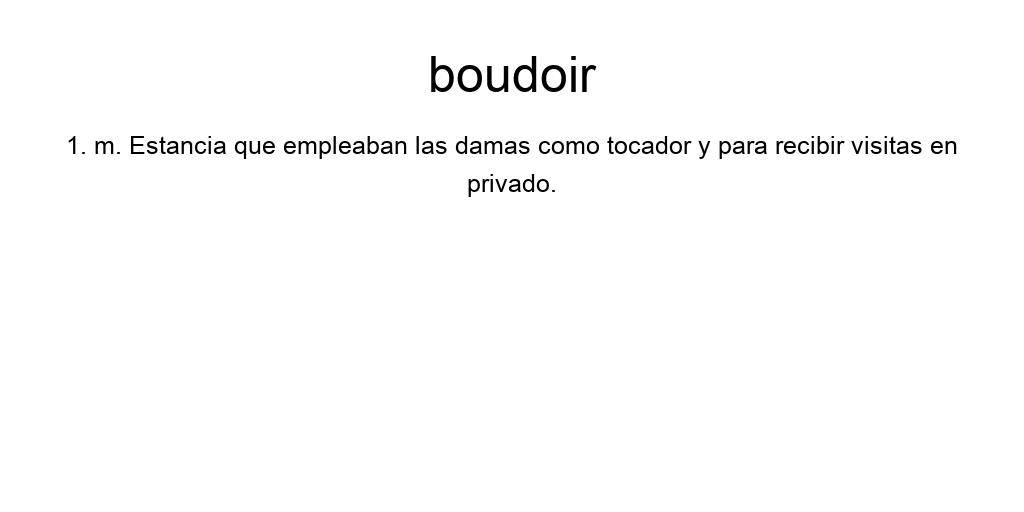 boudoir
1. m. Estancia que empleaban las damas como tocador y para recibir visitas en
privado.